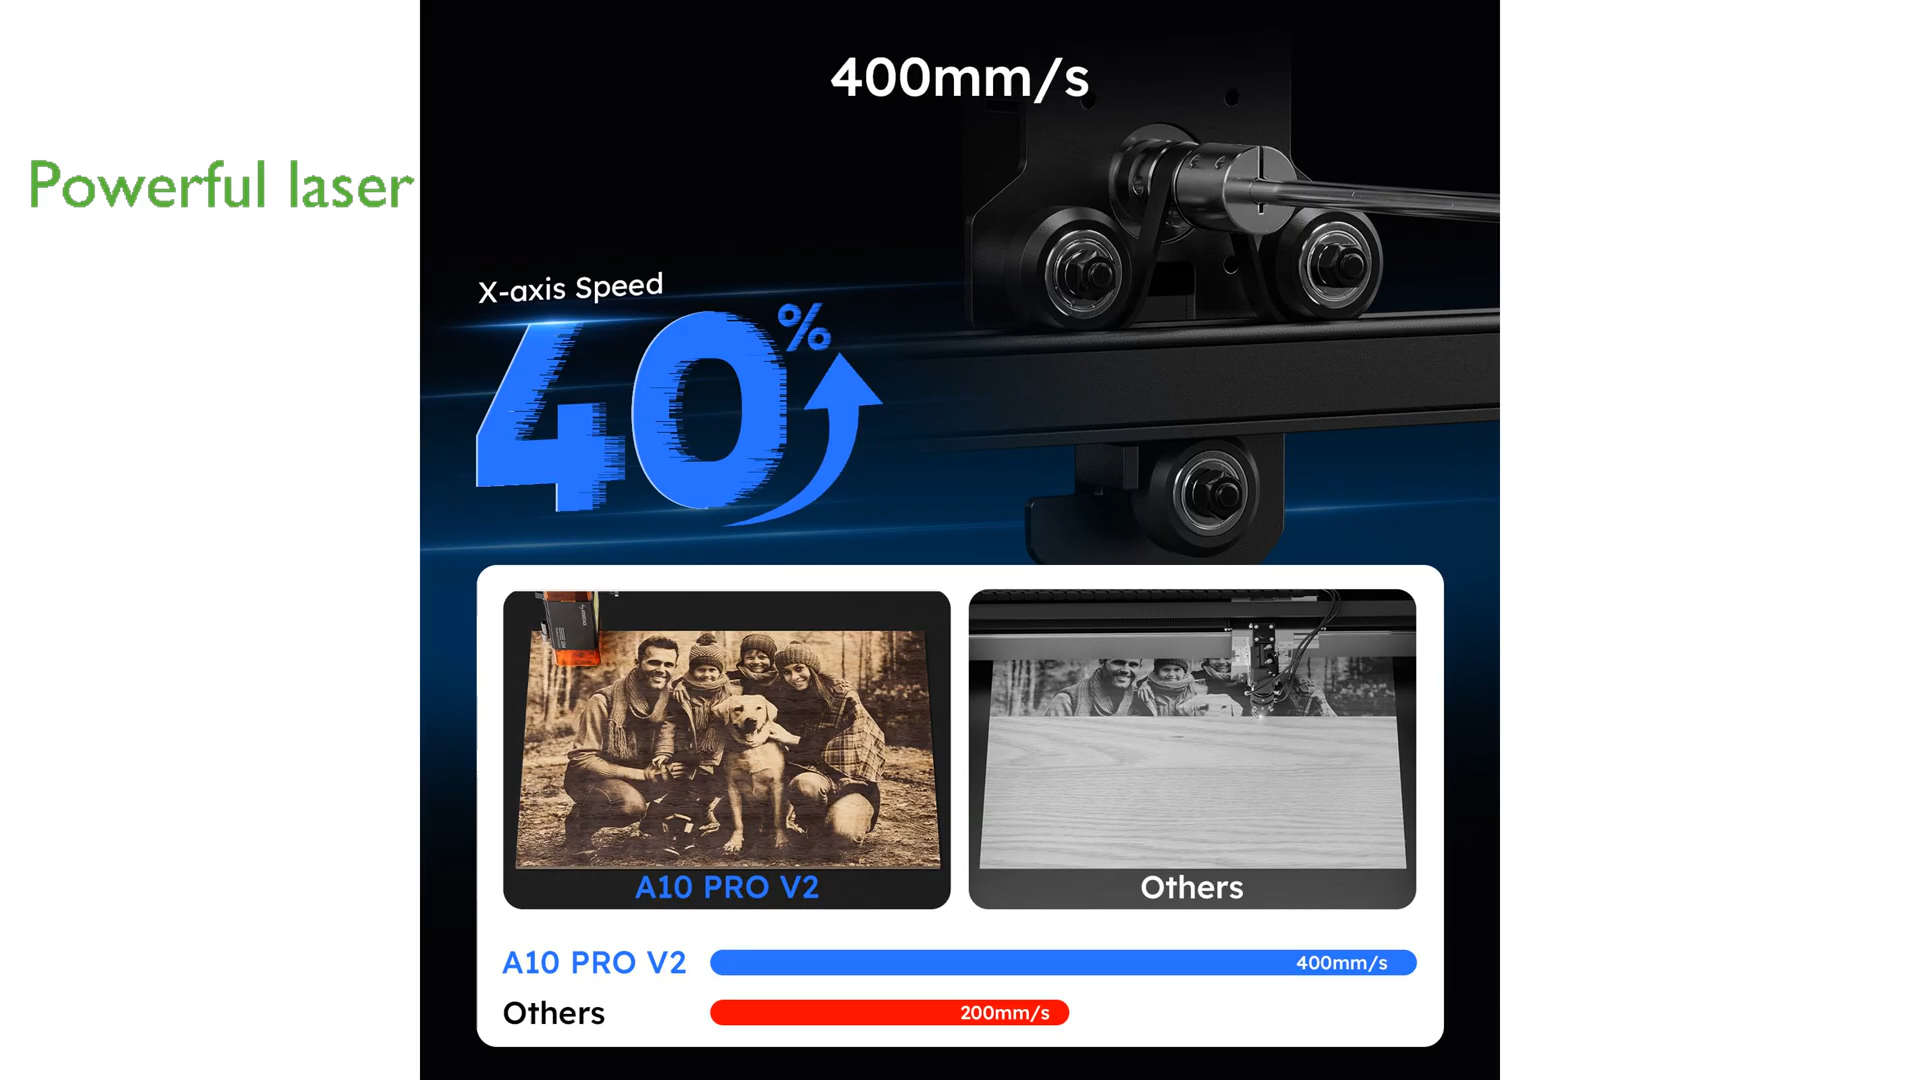 400mm/s
Powerful laser
X-axis Speed
40%
A10 PRO V2
Others
A10 PRO V2
400mm/s
Others
200mm/s